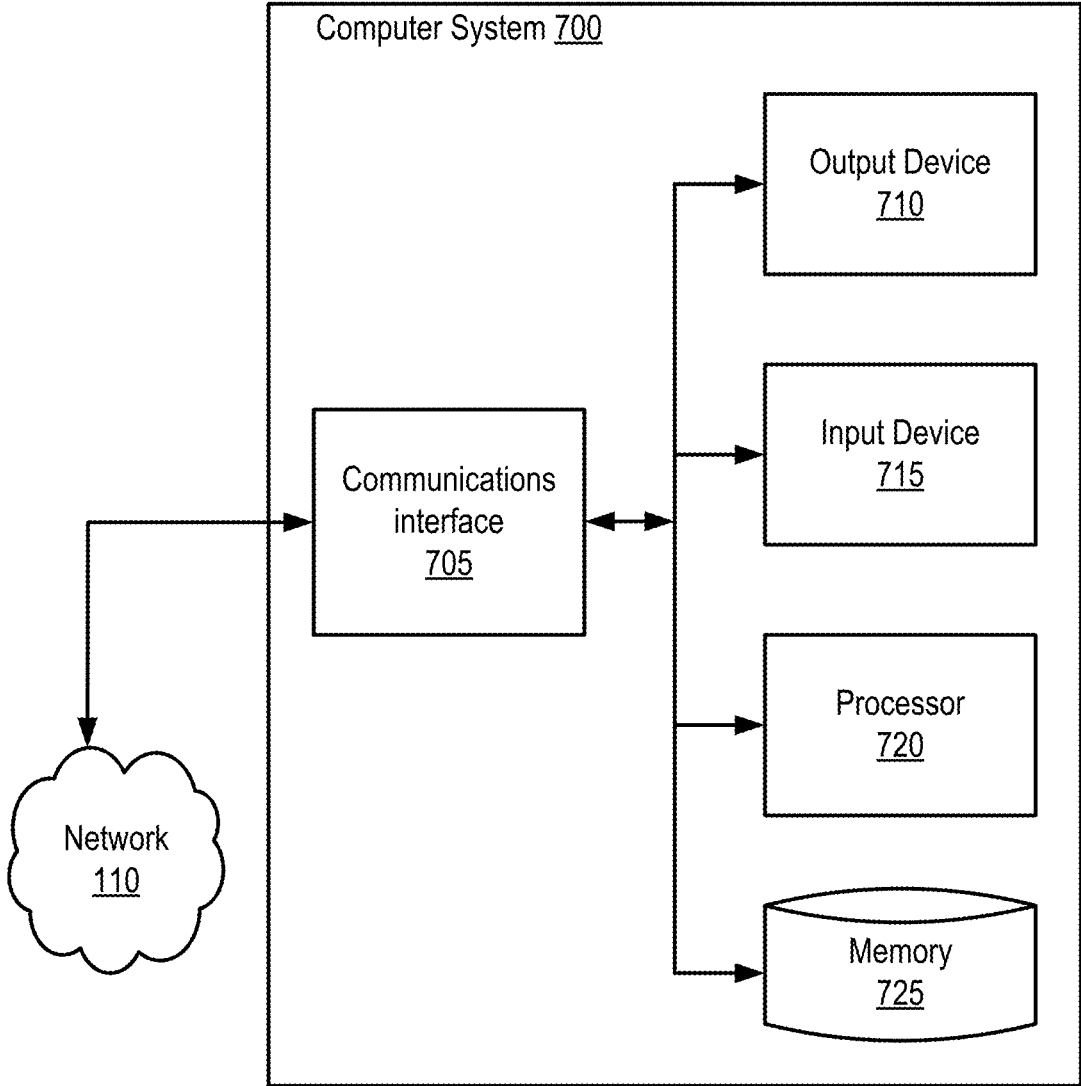 Computer System 700
Output Device
710
Input Device
715
Communications
interface
705
Processor
720
Network
110
Memory
725